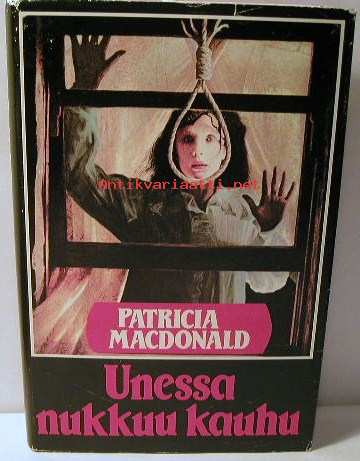 Antikvariaatti.net
PATRICIA
MACDONALD
Unessa
nukkuu kauhu